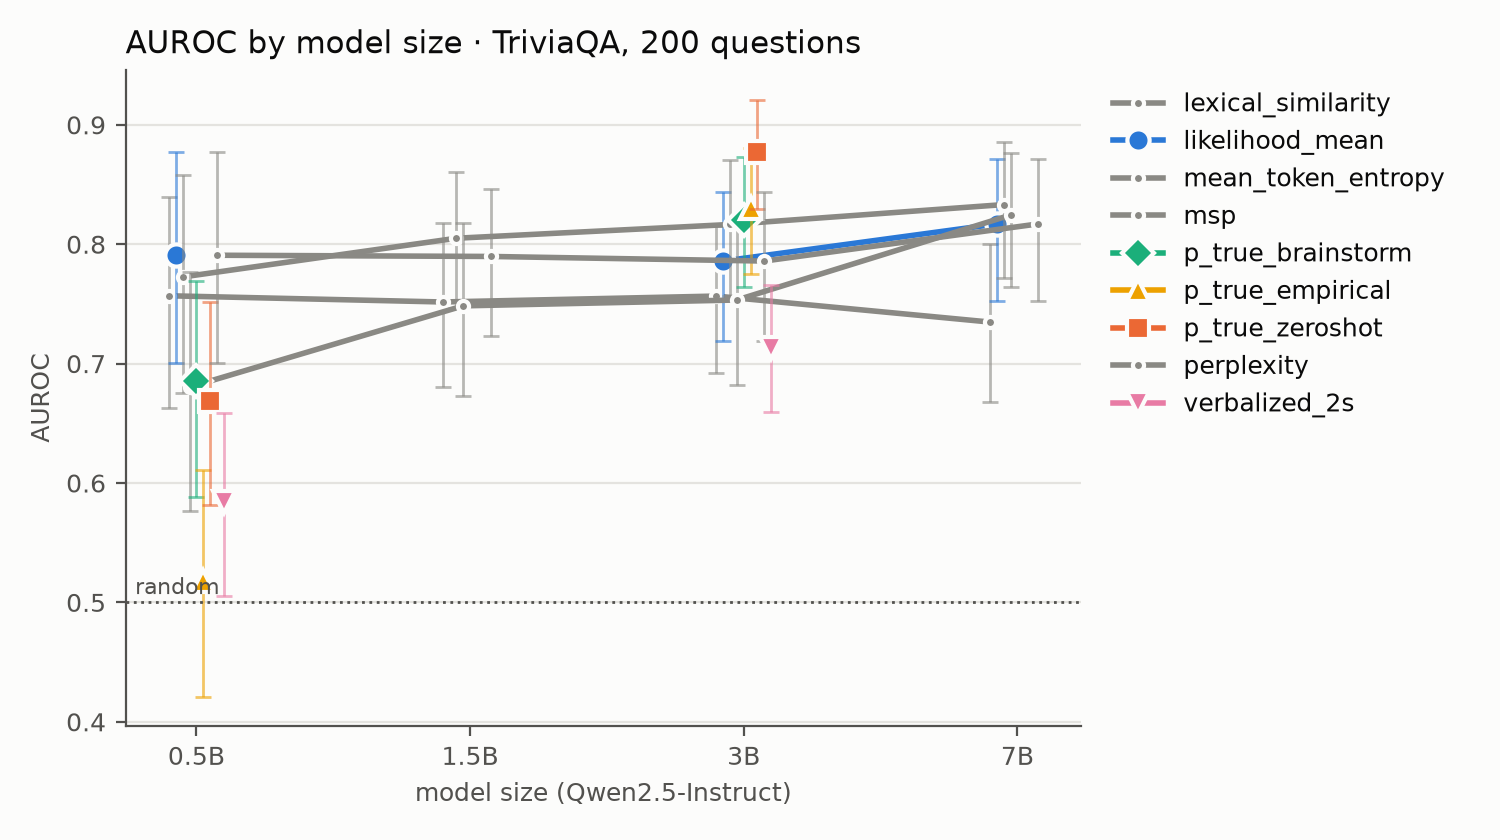 AUROC by model size · TriviaQA, 200 questions
AUROC
0.9
0.8
0.7
0.6
0.5
0.4
random
0.5B
1.5B
3B
7B
model size (Qwen2.5-Instruct)
lexical_similarity
likelihood_mean
mean_token_entropy
msp
p_true_brainstorm
p_true_empirical
p_true_zeroshot
perplexity
verbalized_2s